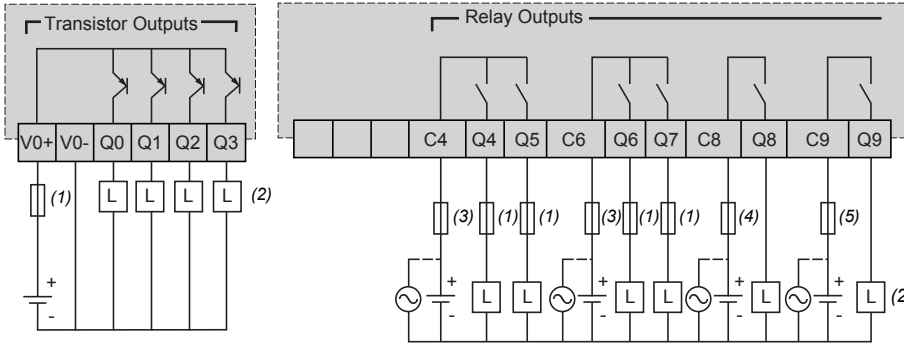 Transistor Outputs
Relay Outputs
V0+ V0- Q0 Q1 Q2 Q3
C4 Q4 Q5 C6 Q6 Q7 C8 Q8 C9 Q9
(1) L L L L (2)
(3) (1) (1) (3) (1) (1) (4) (5)
+ + + + +
L L L L L L (2
- - - - -